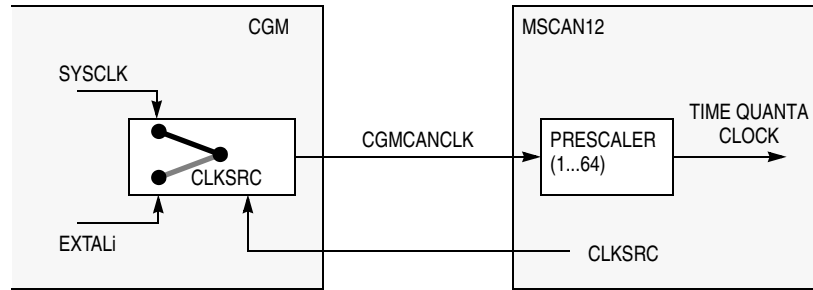 CGM
MSCAN12
SYSCLK
TIME QUANTA
CLOCK
CGMCANCLK
PRESCALER
(1...64)
CLKSRC
EXTALi
CLKSRC